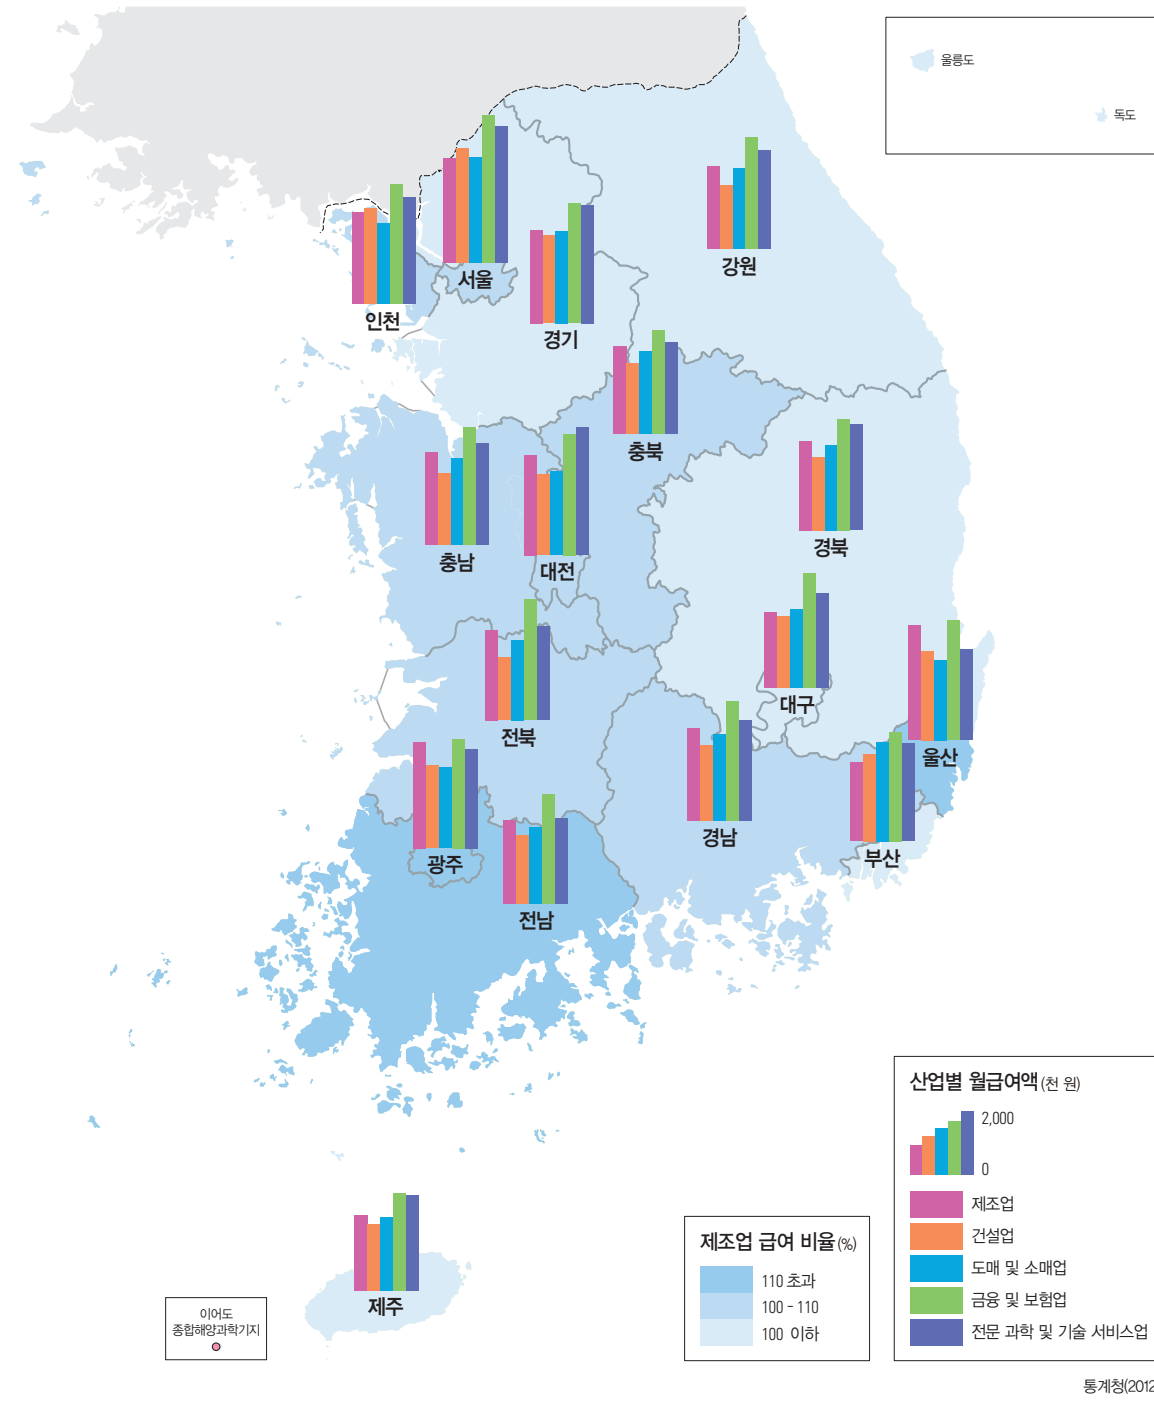 울릉도
독도
강원
서울
인천
경기
충북
충남
대전
경북
대구
전북
울산
경남
부산
광주
전남
제주
이어도
종합해양과학기지
제조업 급여 비율(%)
110 초과
100 - 110
100 이하
산업별 월급여액(천 원)
2,000
0
제조업
건설업
도매 및 소매업
금융 및 보험업
전문 과학 및 기술 서비스업
통계청(2012